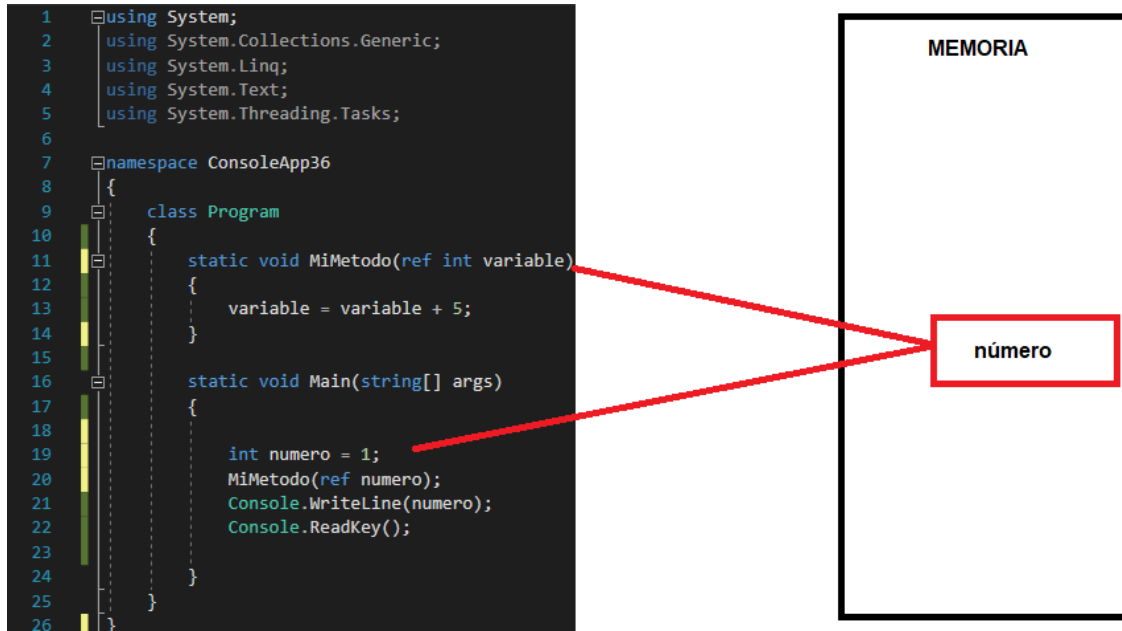 1 using System;
2 using System.Collections.Generic;
3 using System.Linq;
4 using System.Text;
5 using System.Threading.Tasks;
6
7 namespace ConsoleApp36
8 {
9 class Program
10 {
11 static void MiMetodo(ref int variable)
12 {
13 variable = variable + 5;
14 }
15
16 static void Main(string[] args)
17 {
18
19 int numero = 1;
20 MiMetodo(ref numero);
21 Console.WriteLine(numero);
22 Console.ReadKey();
23
24 }
25 }
26 }
MEMORIA
número